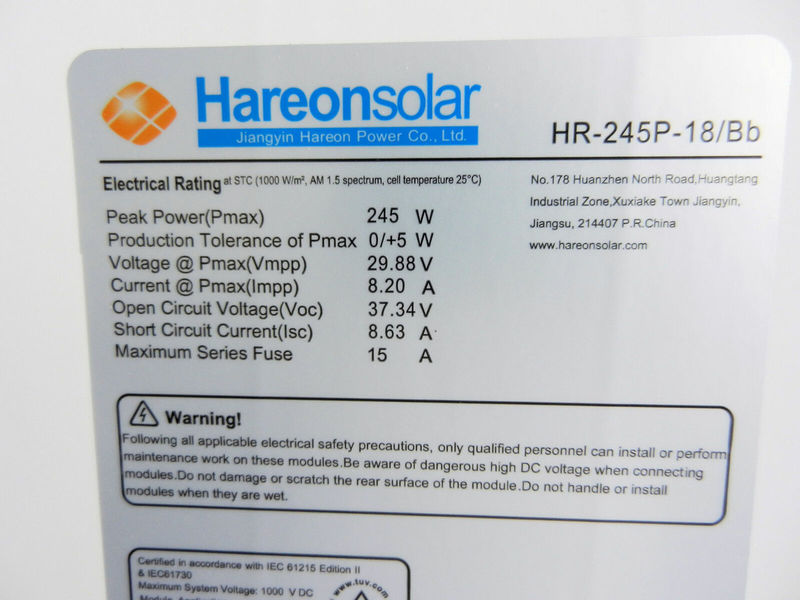 Hareonsolar
Jiangyin Hareon Power Co., Ltd.
HR-245P-18/Bb
Electrical Rating at STC (1000 W/m², AM 1.5 spectrum, cell temperature 25°C)
Peak Power(Pmax) 245 W
Production Tolerance of Pmax 0/+5 W
Voltage @ Pmax(Vmpp) 29.88 V
Current @ Pmax(Impp) 8.20 A
Open Circuit Voltage(Voc) 37.34 V
Short Circuit Current(Isc) 8.63 A
Maximum Series Fuse 15 A
No.178 Huanzhen North Road,Huangtang
Industrial Zone,Xuxiake Town Jiangyin,
Jiangsu, 214407 P.R.China
www.hareonsolar.com
Warning!
Following all applicable electrical safety precautions, only qualified personnel can install or perform
maintenance work on these modules.Be aware of dangerous high DC voltage when connecting
modules.Do not damage or scratch the rear surface of the module.Do not handle or install
modules when they are wet.
Certified in accordance with IEC 61215 Edition II
& IEC61730
Maximum System Voltage: 1000 V DC
www.tuv.com